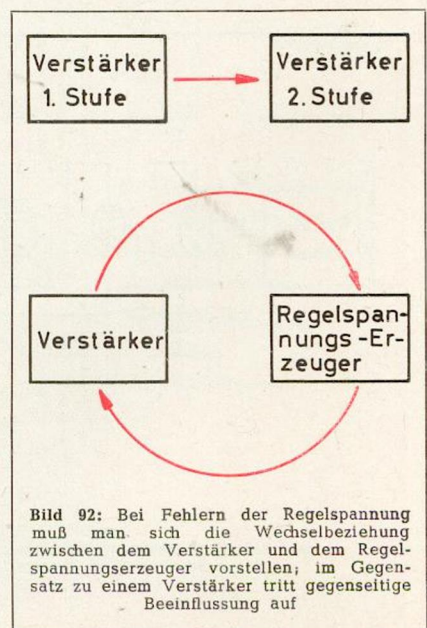 Verstärker
1. Stufe
Verstärker
2. Stufe
Verstärker
Regelspan-
nungs-Er-
zeuger
Bild 92: Bei Fehlern der Regelspannung
muß man sich die Wechselbeziehung
zwischen dem Verstärker und dem Regel-
spannungserzeuger vorstellen; im Gegen-
satz zu einem Verstärker tritt gegenseitige
Beeinflussung auf